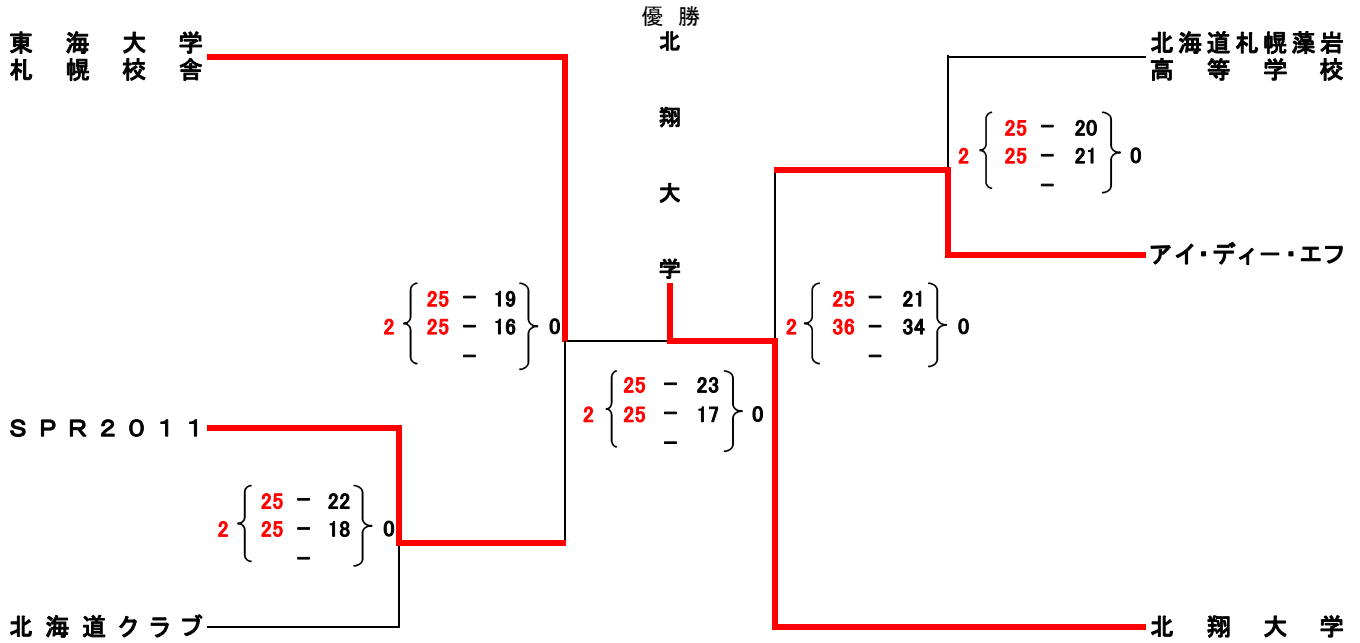 優 勝
北
翔
大
学
東 海 大 学
札 幌 校 舎
北海道札幌藻岩
高 等 学 校
25 － 20
2 25 － 21 0
－
アイ・ディー・エフ
25 － 19
2 25 － 16 0
－
25 － 21
2 36 － 34 0
－
25 － 23
2 25 － 17 0
－
ＳＰＲ２０１１
25 － 22
2 25 － 18 0
－
北海道クラブ
北 翔 大 学